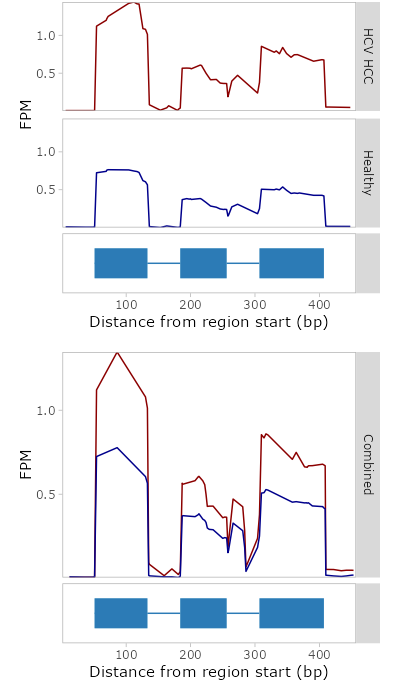 1.0
0.5
HCV HCC
FPM
1.0
0.5
Healthy
100 200 300 400
Distance from region start (bp)
1.0
0.5
FPM
Combined
100 200 300 400
Distance from region start (bp)